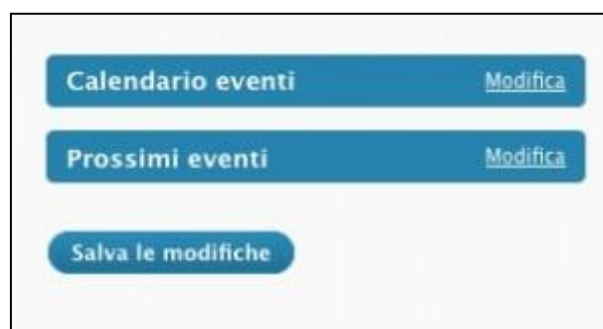 Calendario eventi Modifica
Prossimi eventi Modifica
Salva le modifiche